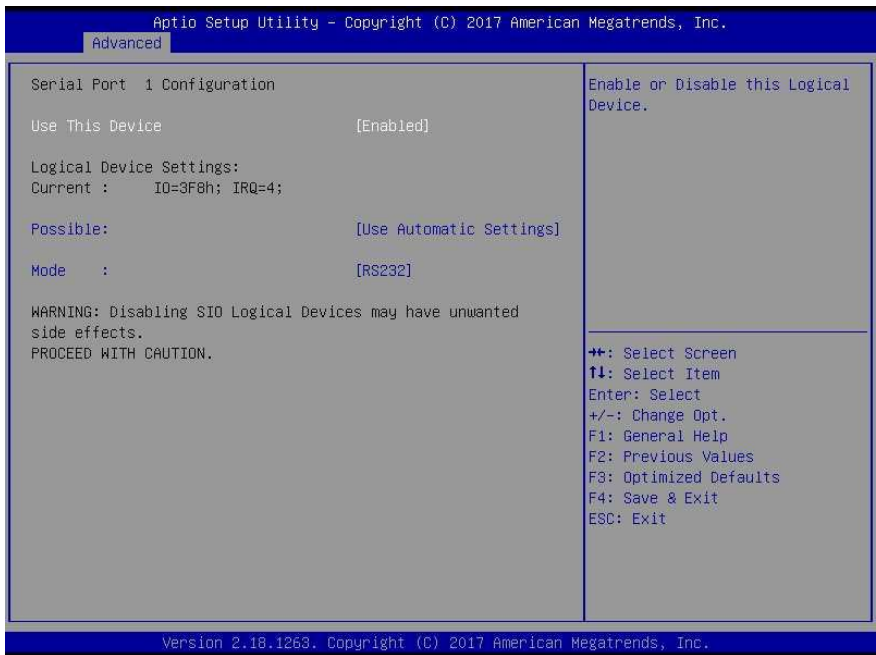 Aptio Setup Utility – Copyright (C) 2017 American Megatrends, Inc.
Advanced
Serial Port 1 Configuration
Use This Device [Enabled]
Logical Device Settings:
Current : IO=3F8h; IRQ=4;
Possible: [Use Automatic Settings]
Mode : [RS232]
WARNING: Disabling SIO Logical Devices may have unwanted
side effects.
PROCEED WITH CAUTION.
Enable or Disable this Logical
Device.
→←: Select Screen
↑↓: Select Item
Enter: Select
+/-: Change Opt.
F1: General Help
F2: Previous Values
F3: Optimized Defaults
F4: Save & Exit
ESC: Exit
Version 2.18.1263. Copyright (C) 2017 American Megatrends, Inc.